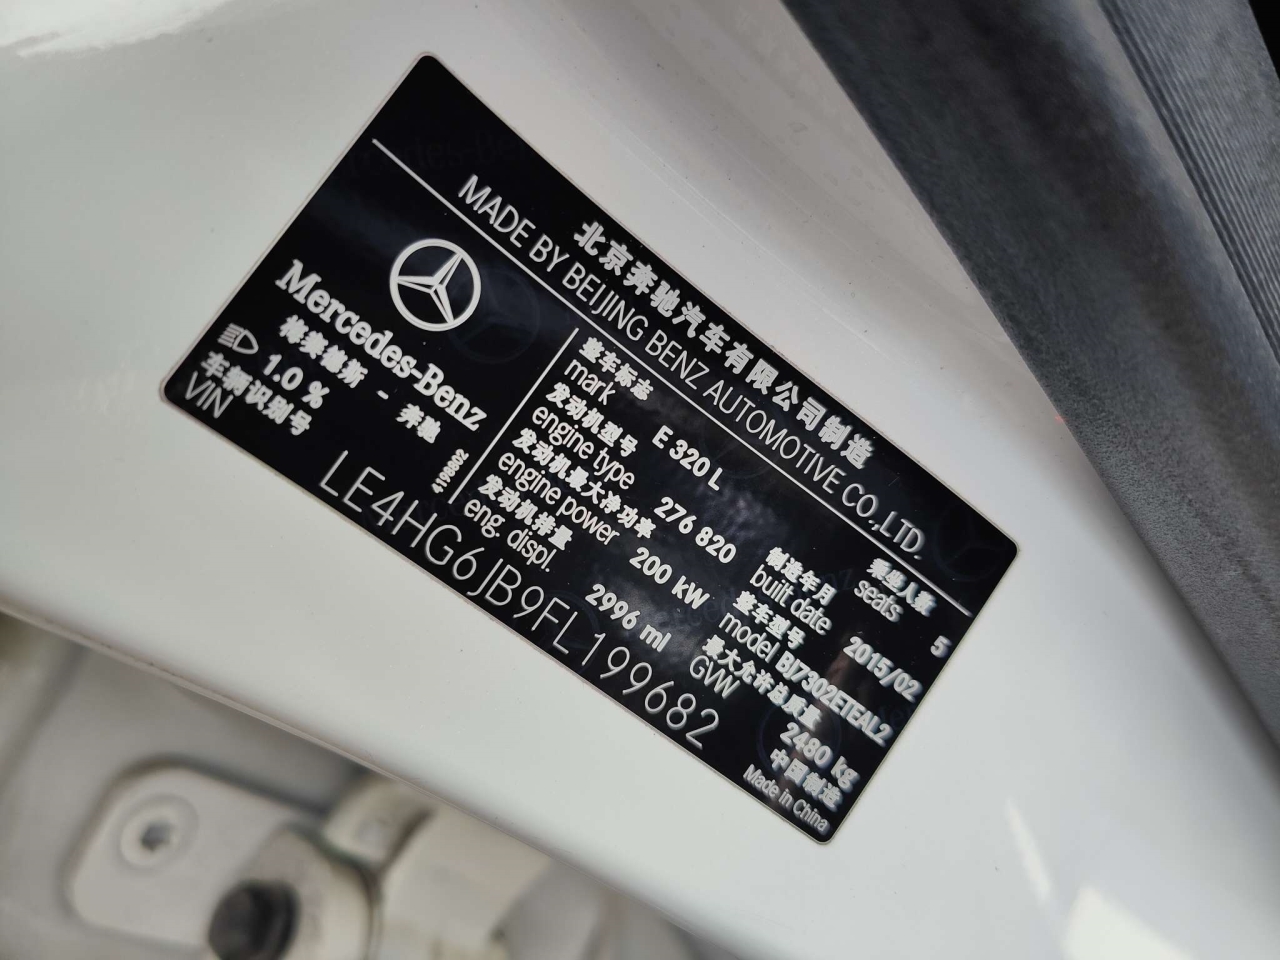 北京奔驰汽车有限公司制造
MADE BY BEIJING BENZ AUTOMOTIVE CO.,LTD.
Mercedes-Benz
梅赛德斯 - 奔驰
1.0 %
整车标志
mark E 320 L
发动机型号
engine type 276 820
发动机最大净功率
engine power 200 kW
发动机排量
eng. displ. 2996 ml
乘坐人数
seats 5
制造年月
built date 2015/02
整车型号
model BJ7302ETEAL2
最大允许总质量
GVW 2480 kg
车辆识别号
VIN LE4HG6JB9FL199682
中国制造
Made in China